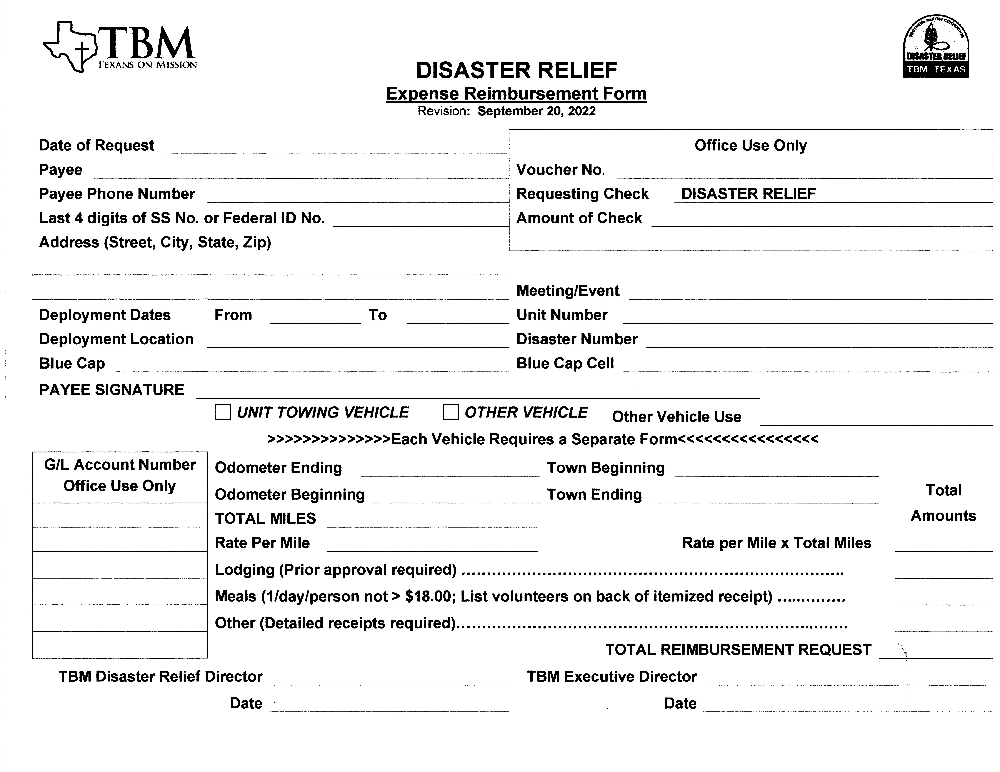 TBM
TEXANS ON MISSION
SOUTHERN BAPTIST CONVENTION
DISASTER RELIEF
TBM TEXAS
DISASTER RELIEF
Expense Reimbursement Form
Revision: September 20, 2022
Date of Request
Payee
Payee Phone Number
Last 4 digits of SS No. or Federal ID No.
Address (Street, City, State, Zip)
Office Use Only
Voucher No.
Requesting Check DISASTER RELIEF
Amount of Check
Meeting/Event
Deployment Dates From To Unit Number
Deployment Location Disaster Number
Blue Cap Blue Cap Cell
PAYEE SIGNATURE
UNIT TOWING VEHICLE OTHER VEHICLE Other Vehicle Use
>>>>>>>>>>>>>>Each Vehicle Requires a Separate Form<<<<<<<<<<<<<<<<
G/L Account Number
Office Use Only
Odometer Ending Town Beginning
Odometer Beginning Town Ending
Total
Amounts
TOTAL MILES
Rate Per Mile Rate per Mile x Total Miles
Lodging (Prior approval required) ............................................................................
Meals (1/day/person not > $18.00; List volunteers on back of itemized receipt) ..............
Other (Detailed receipts required)..............................................................................
TOTAL REIMBURSEMENT REQUEST
TBM Disaster Relief Director TBM Executive Director
Date Date